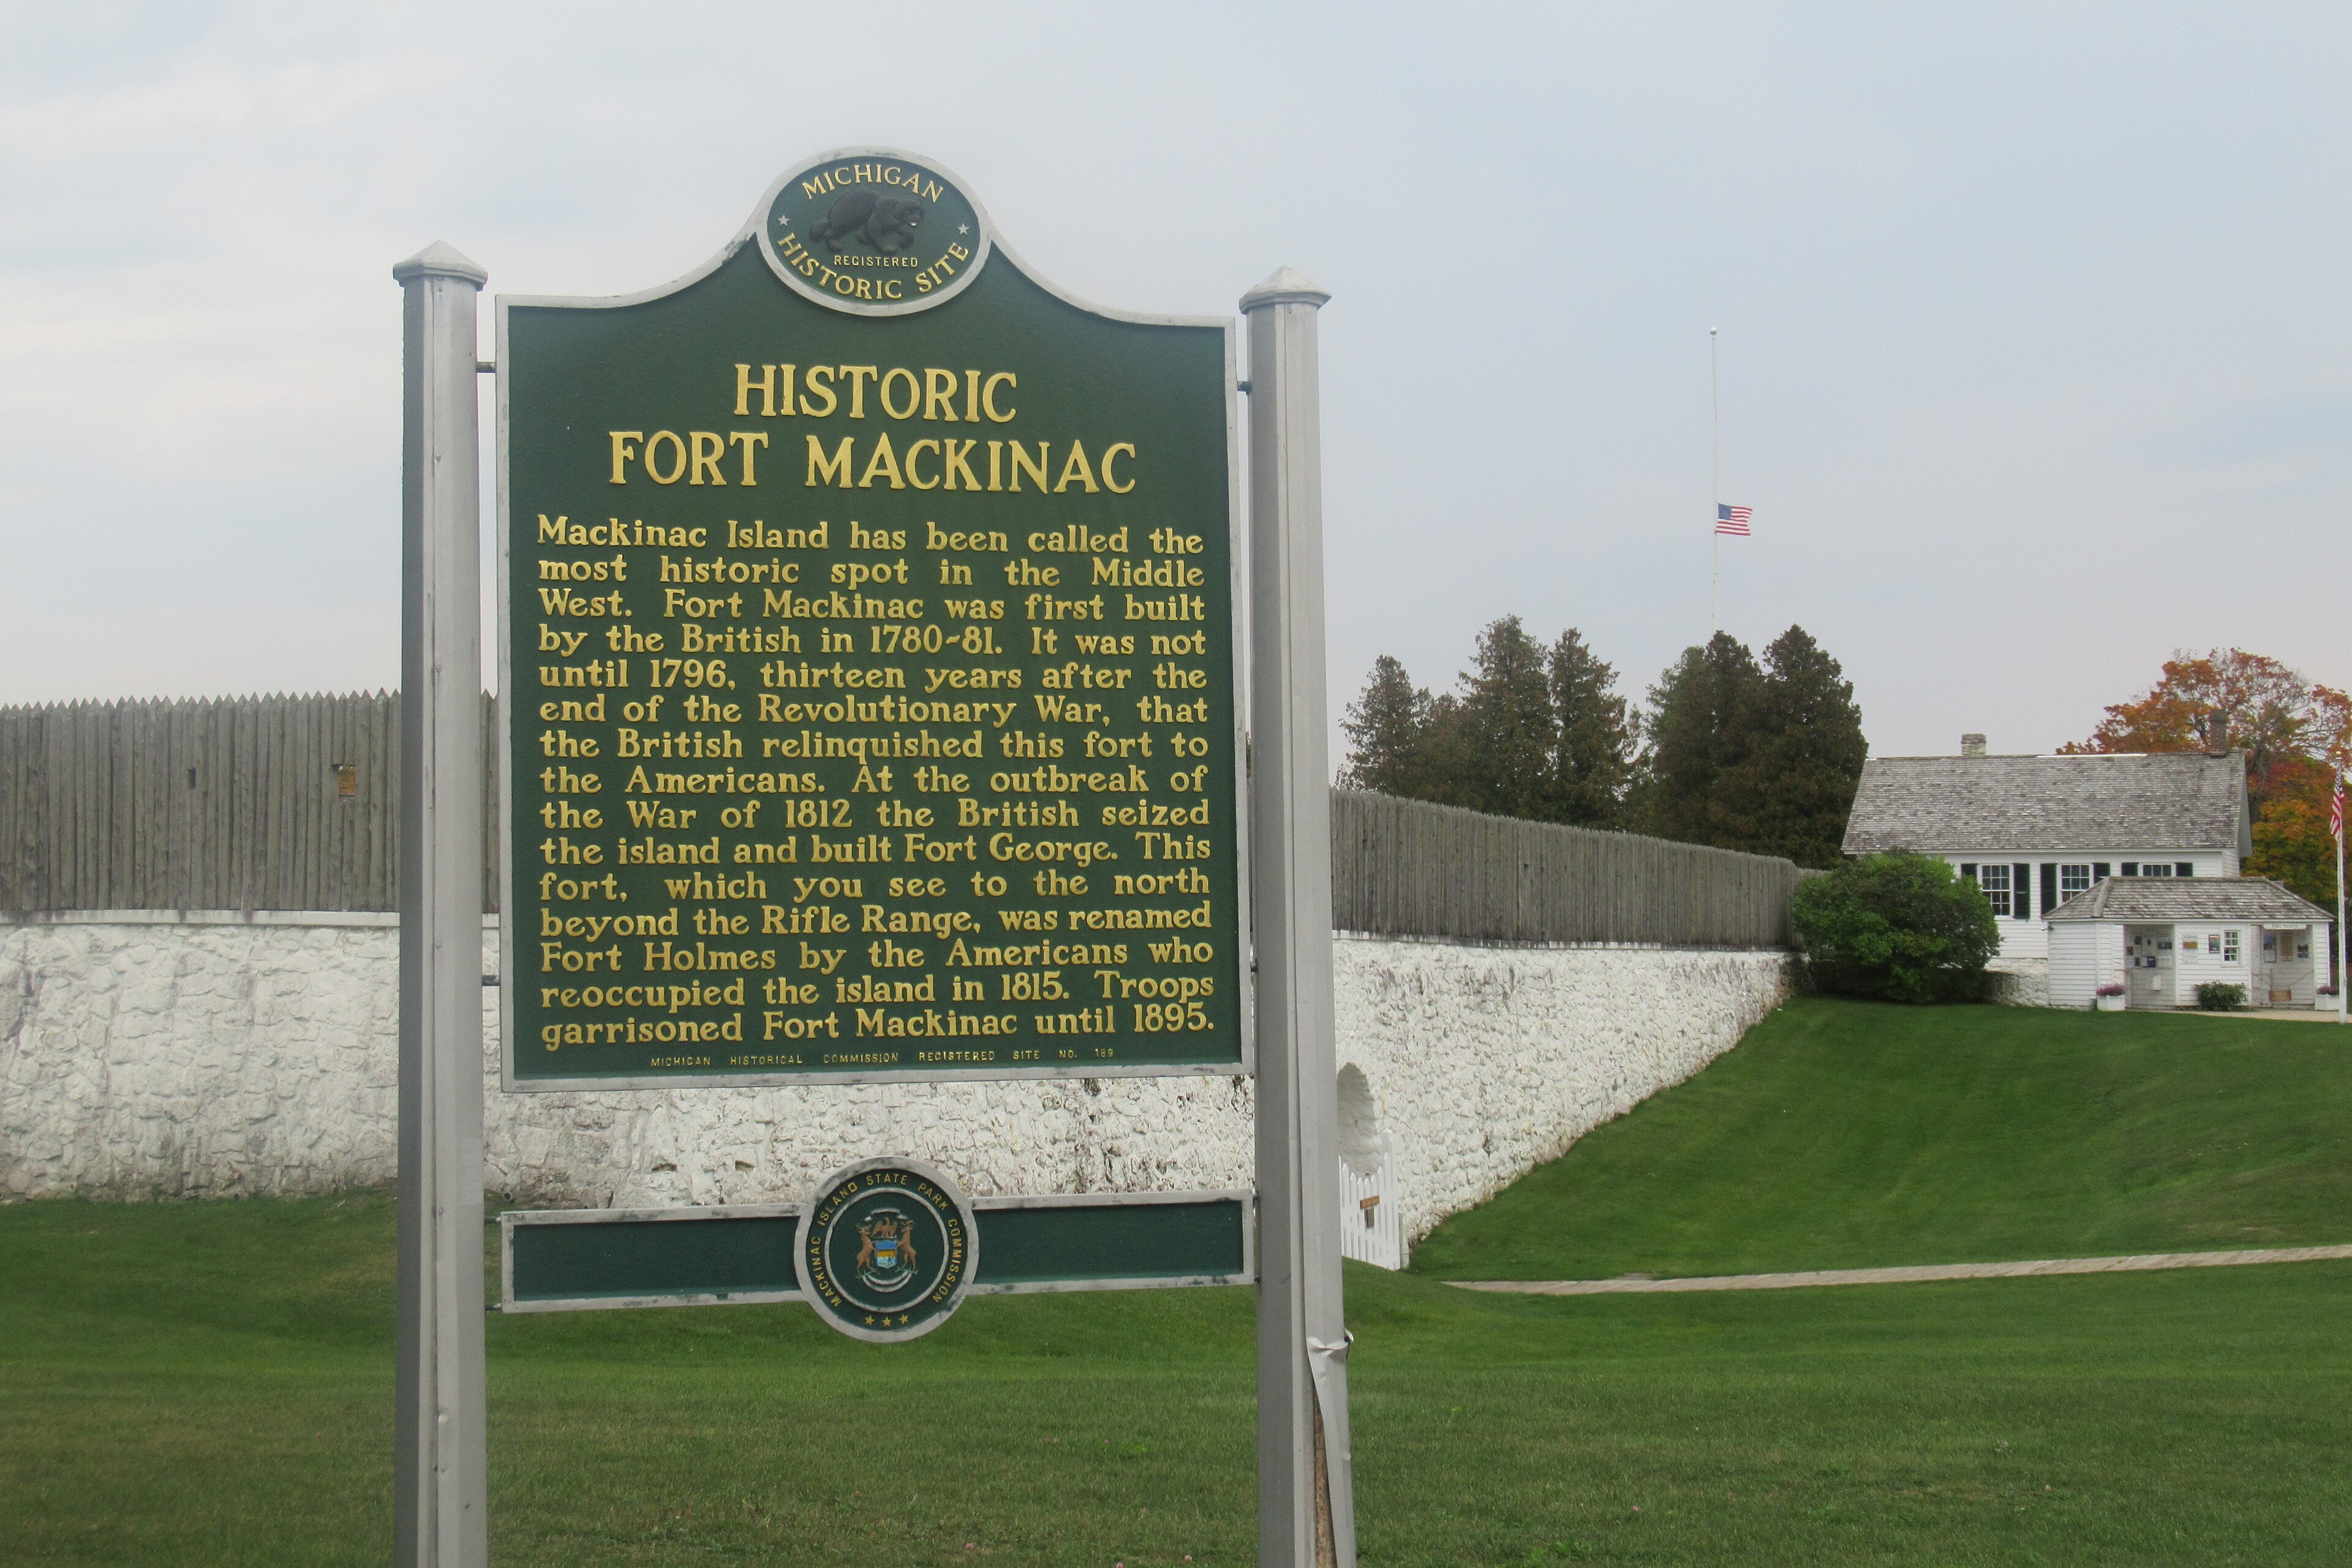 MICHIGAN
REGISTERED
HISTORIC SITE
HISTORIC
FORT MACKINAC
Mackinac Island has been called the
most historic spot in the Middle
West. Fort Mackinac was first built
by the British in 1780-81. It was not
until 1796, thirteen years after the
end of the Revolutionary War, that
the British relinquished this fort to
the Americans. At the outbreak of
the War of 1812 the British seized
the island and built Fort George. This
fort, which you see to the north
beyond the Rifle Range, was renamed
Fort Holmes by the Americans who
reoccupied the island in 1815. Troops
garrisoned Fort Mackinac until 1895.
MICHIGAN HISTORICAL COMMISSION REGISTERED SITE NO. 189
MACKINAC ISLAND STATE PARK COMMISSION